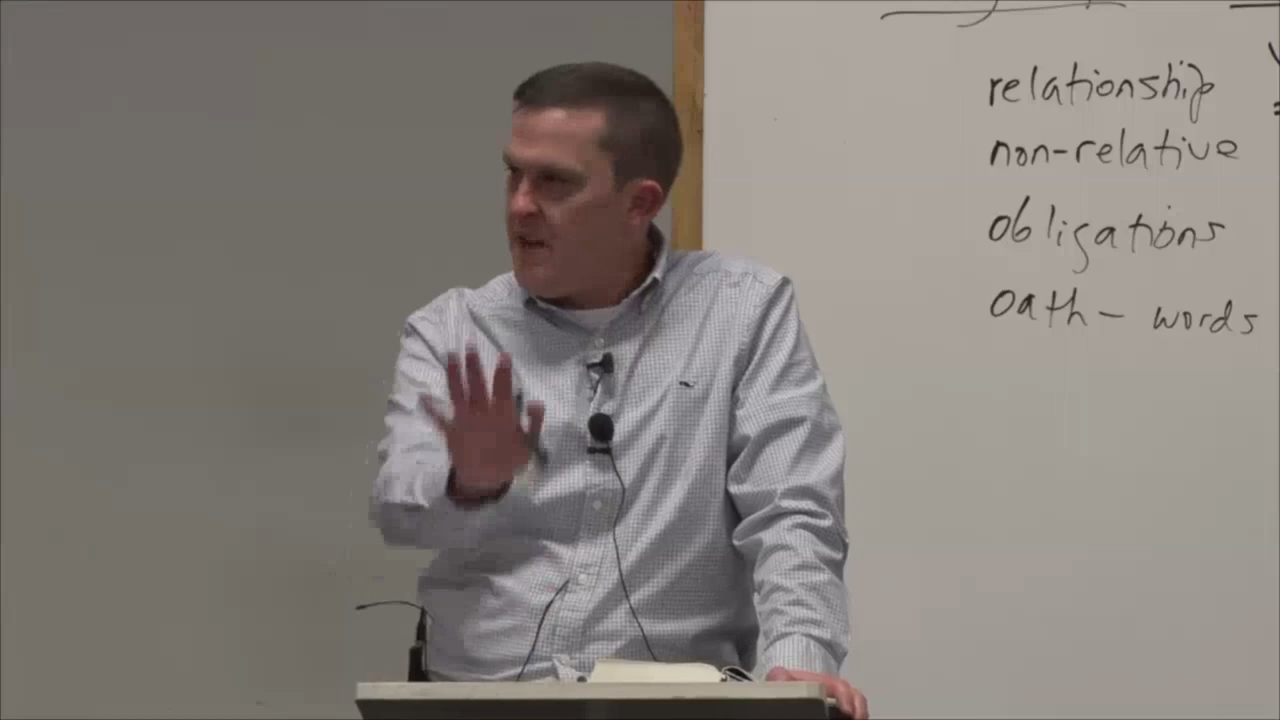 relationship
non-relative
obligations
oath - words